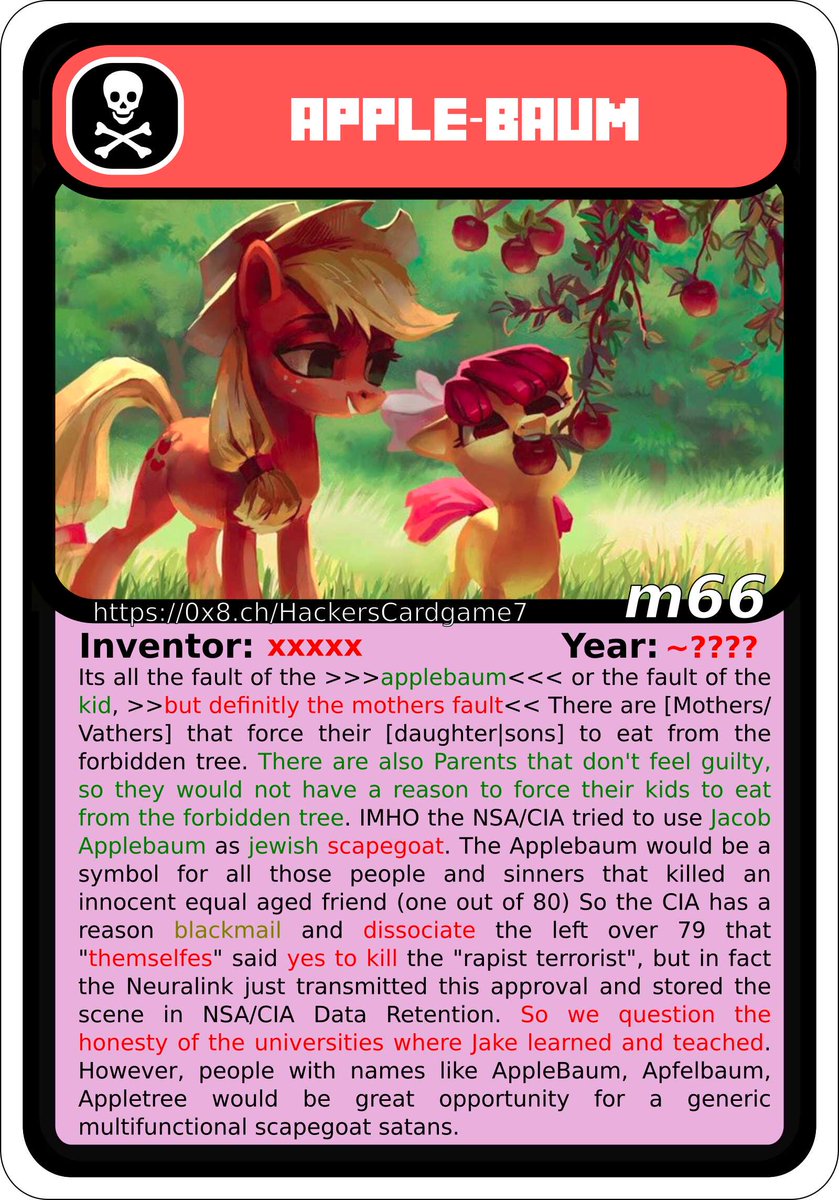 APPLE-BAUM
https://0x8.ch/HackersCardgame7
m66
Inventor: xxxxx Year: ~????
Its all the fault of the >>>applebaum<<< or the fault of the
kid, >>but definitly the mothers fault<< There are [Mothers/
Vathers] that force their [daughter|sons] to eat from the
forbidden tree. There are also Parents that don't feel guilty,
so they would not have a reason to force their kids to eat
from the forbidden tree. IMHO the NSA/CIA tried to use Jacob
Applebaum as jewish scapegoat. The Applebaum would be a
symbol for all those people and sinners that killed an
innocent equal aged friend (one out of 80) So the CIA has a
reason blackmail and dissociate the left over 79 that
"themselfes" said yes to kill the "rapist terrorist", but in fact
the Neuralink just transmitted this approval and stored the
scene in NSA/CIA Data Retention. So we question the
honesty of the universities where Jake learned and teached.
However, people with names like AppleBaum, Apfelbaum,
Appletree would be great opportunity for a generic
multifunctional scapegoat satans.